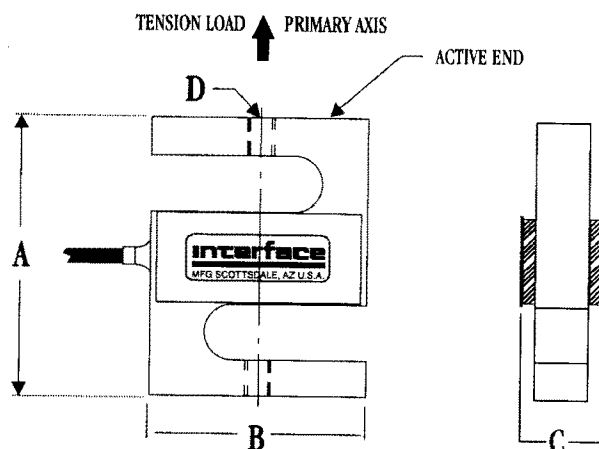 TENSION LOAD PRIMARY AXIS
ACTIVE END
D
A
interface
MFG SCOTTSDALE, AZ U.S.A.
B
C